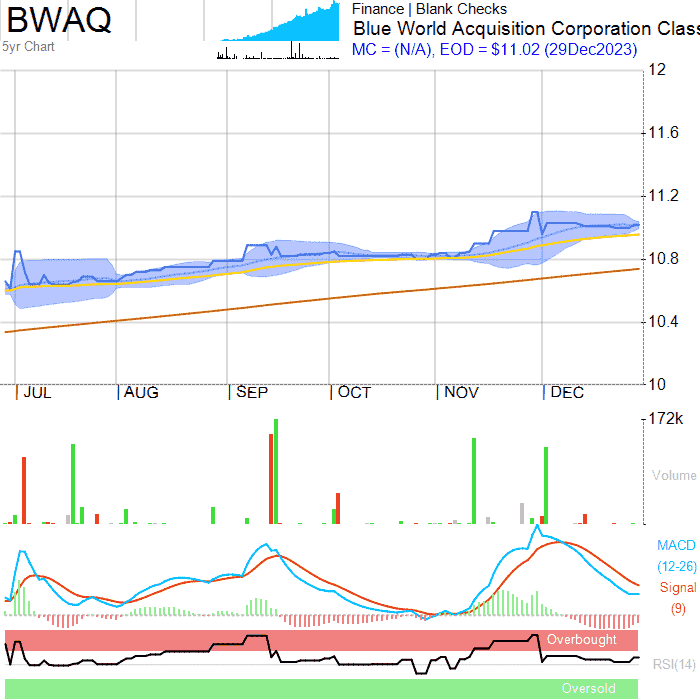 BWAQ
5yr Chart
Finance | Blank Checks
Blue World Acquisition Corporation Clas
MC = (N/A), EOD = $11.02 (29Dec2023)
12
11.6
11.2
10.8
10.4
10
JUL AUG SEP OCT NOV DEC
172k
Volume
MACD
(12-26)
Signal
(9)
Overbought
RSI(14)
Oversold